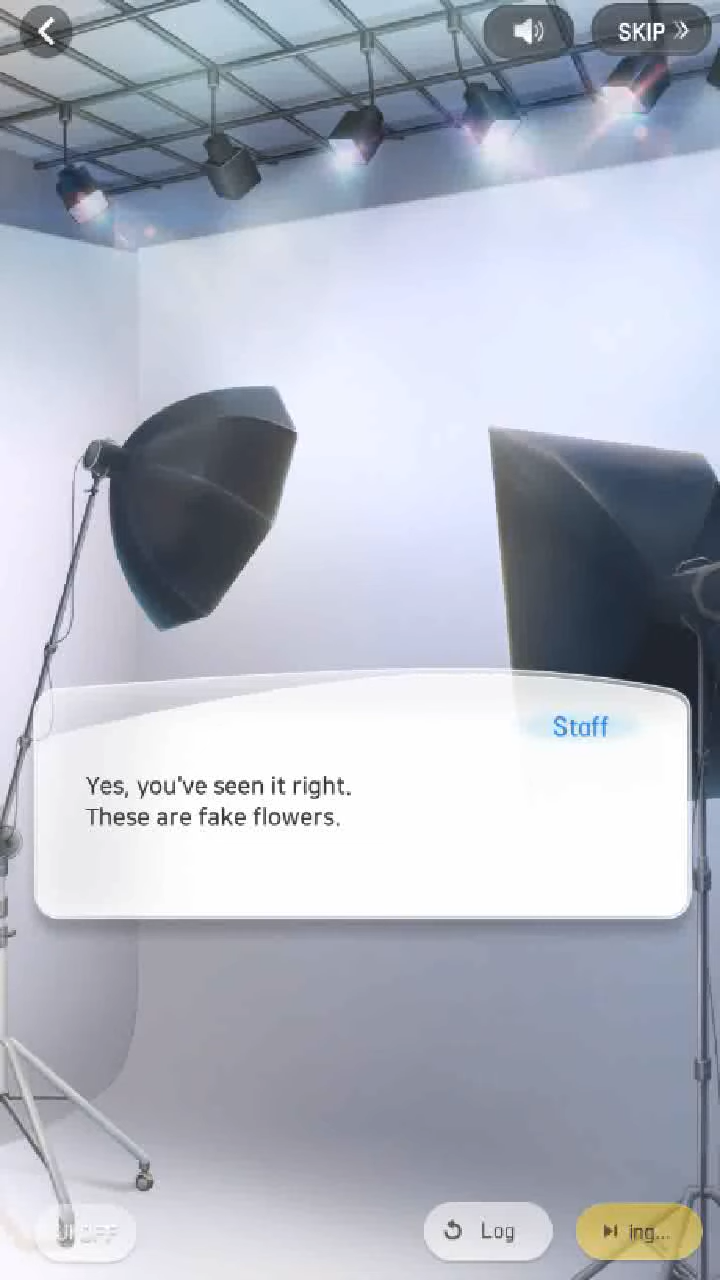 SKIP
Staff
Yes, you've seen it right.
These are fake flowers.
Log
ing...